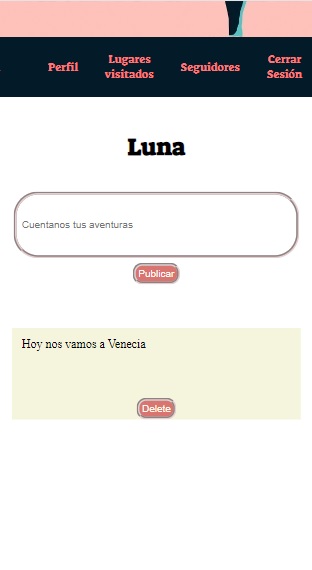 Perfil
Lugares
visitados
Seguidores
Cerrar
Sesión
Luna
Cuentanos tus aventuras
Publicar
Hoy nos vamos a Venecia
Delete